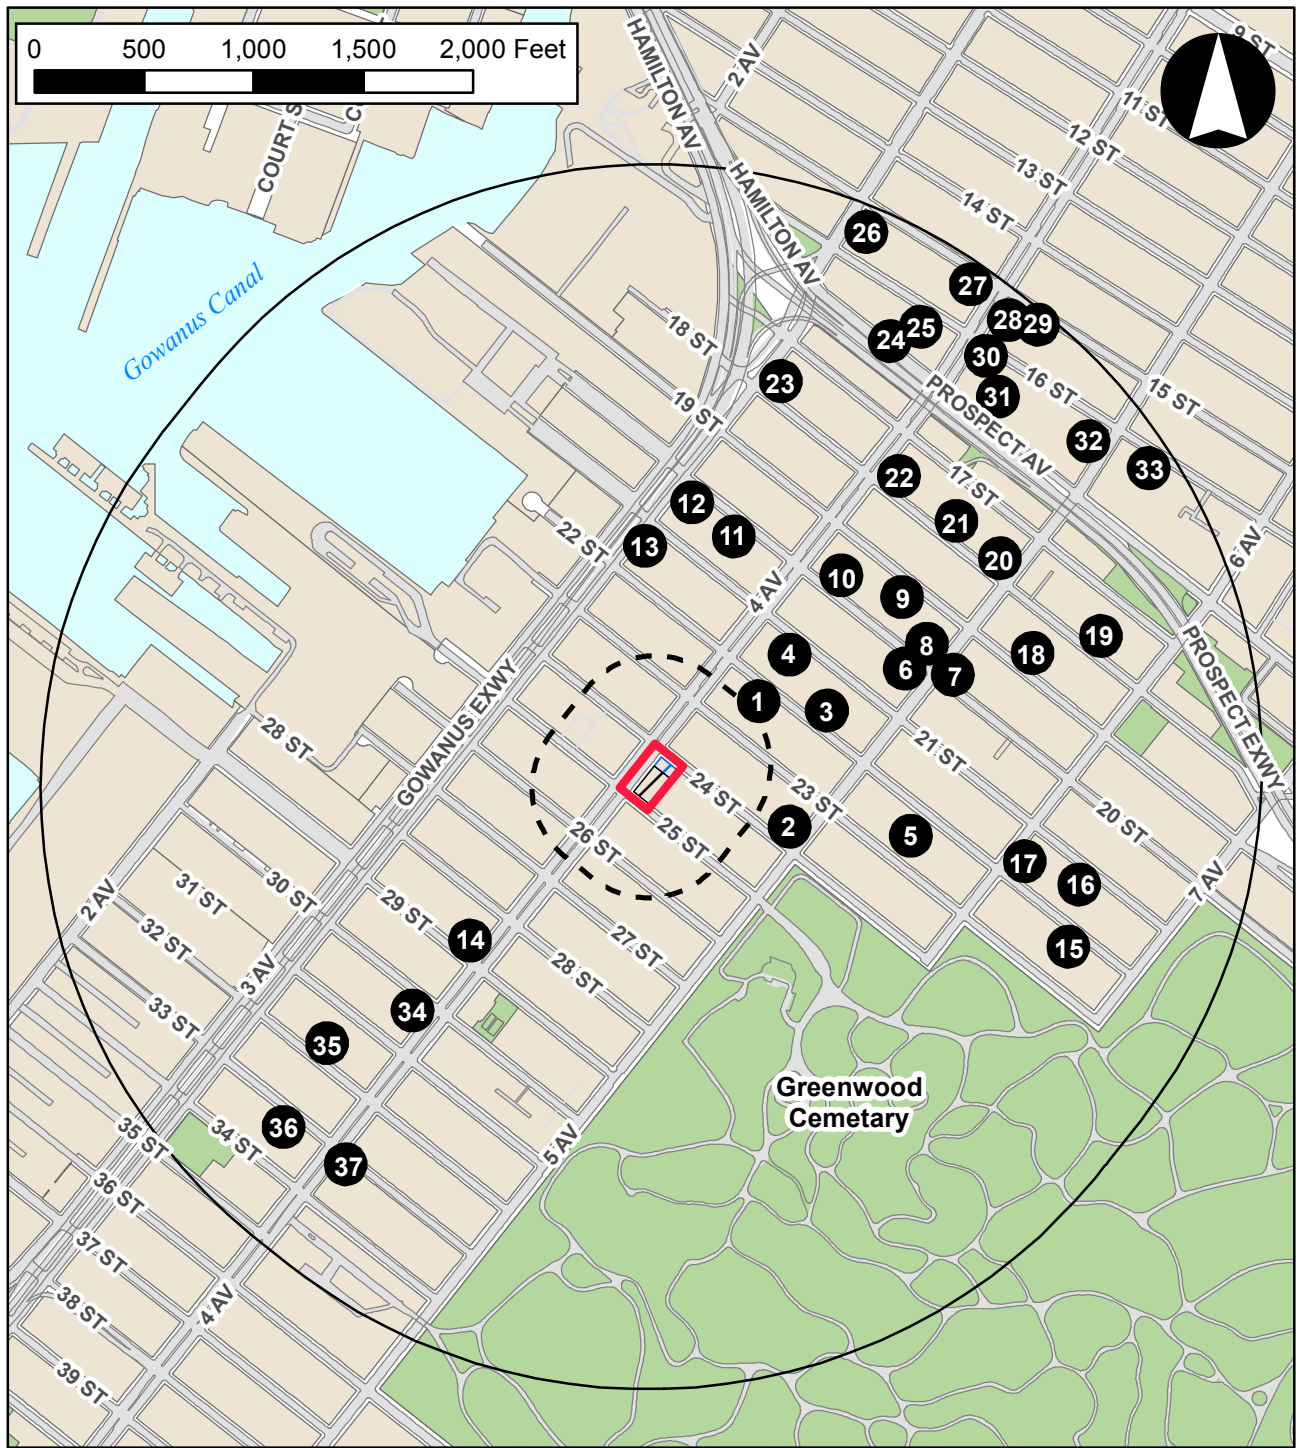 0 500 1,000 1,500 2,000 Feet
HAMILTON AV
2 AV
9 ST
11 ST
12 ST
COURT S
C
13 ST
14 ST
HAMILTON AV
26
27
Gowanus Canal
28
29
25
24
18 ST
30
16 ST
23
31
15 ST
PROSPECT AV
19 ST
32
33
22
17 ST
12
21
11
22 ST
13
20
6 AV
10
4 AV
9
8
19
4
18
6
7
PROSPECT EXWY
1
3
28 ST
GOWANUS EXWY
21 ST
24 ST
23 ST
2
5
20 ST
26 ST
25 ST
17
16
7 AV
2 AV
31 ST
30 ST
29 ST
14
32 ST
27 ST
15
28 ST
3 AV
33 ST
34
35
Greenwood
Cemetary
36
35 ST
34 ST
5 AV
37
36 ST
37 ST
38 ST
4 AV
39 ST